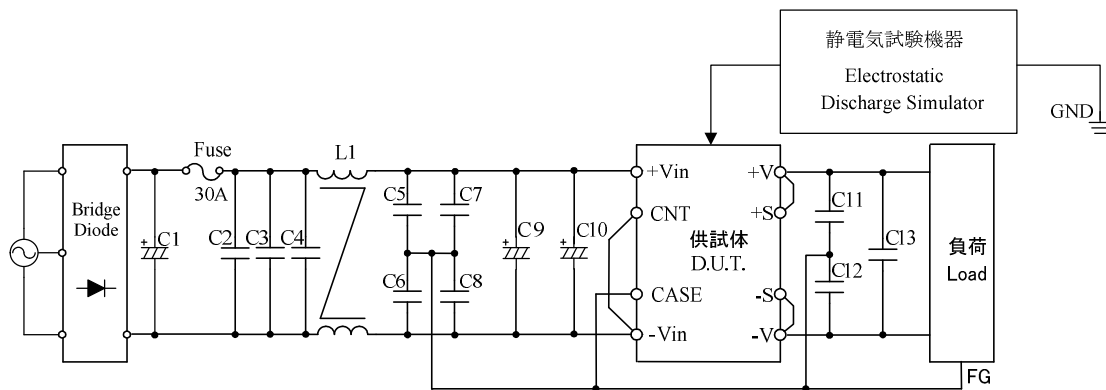 静電気試験機器
Electrostatic
Discharge Simulator
GND
Fuse
30A
L1
Bridge
Diode
+
C1
C2
C3
C4
C5
C7
C6
C8
+
C9
+
C10
+Vin
CNT
CASE
-Vin
供試体
D.U.T.
+V
+S
-S
-V
C11
C12
C13
負荷
Load
FG